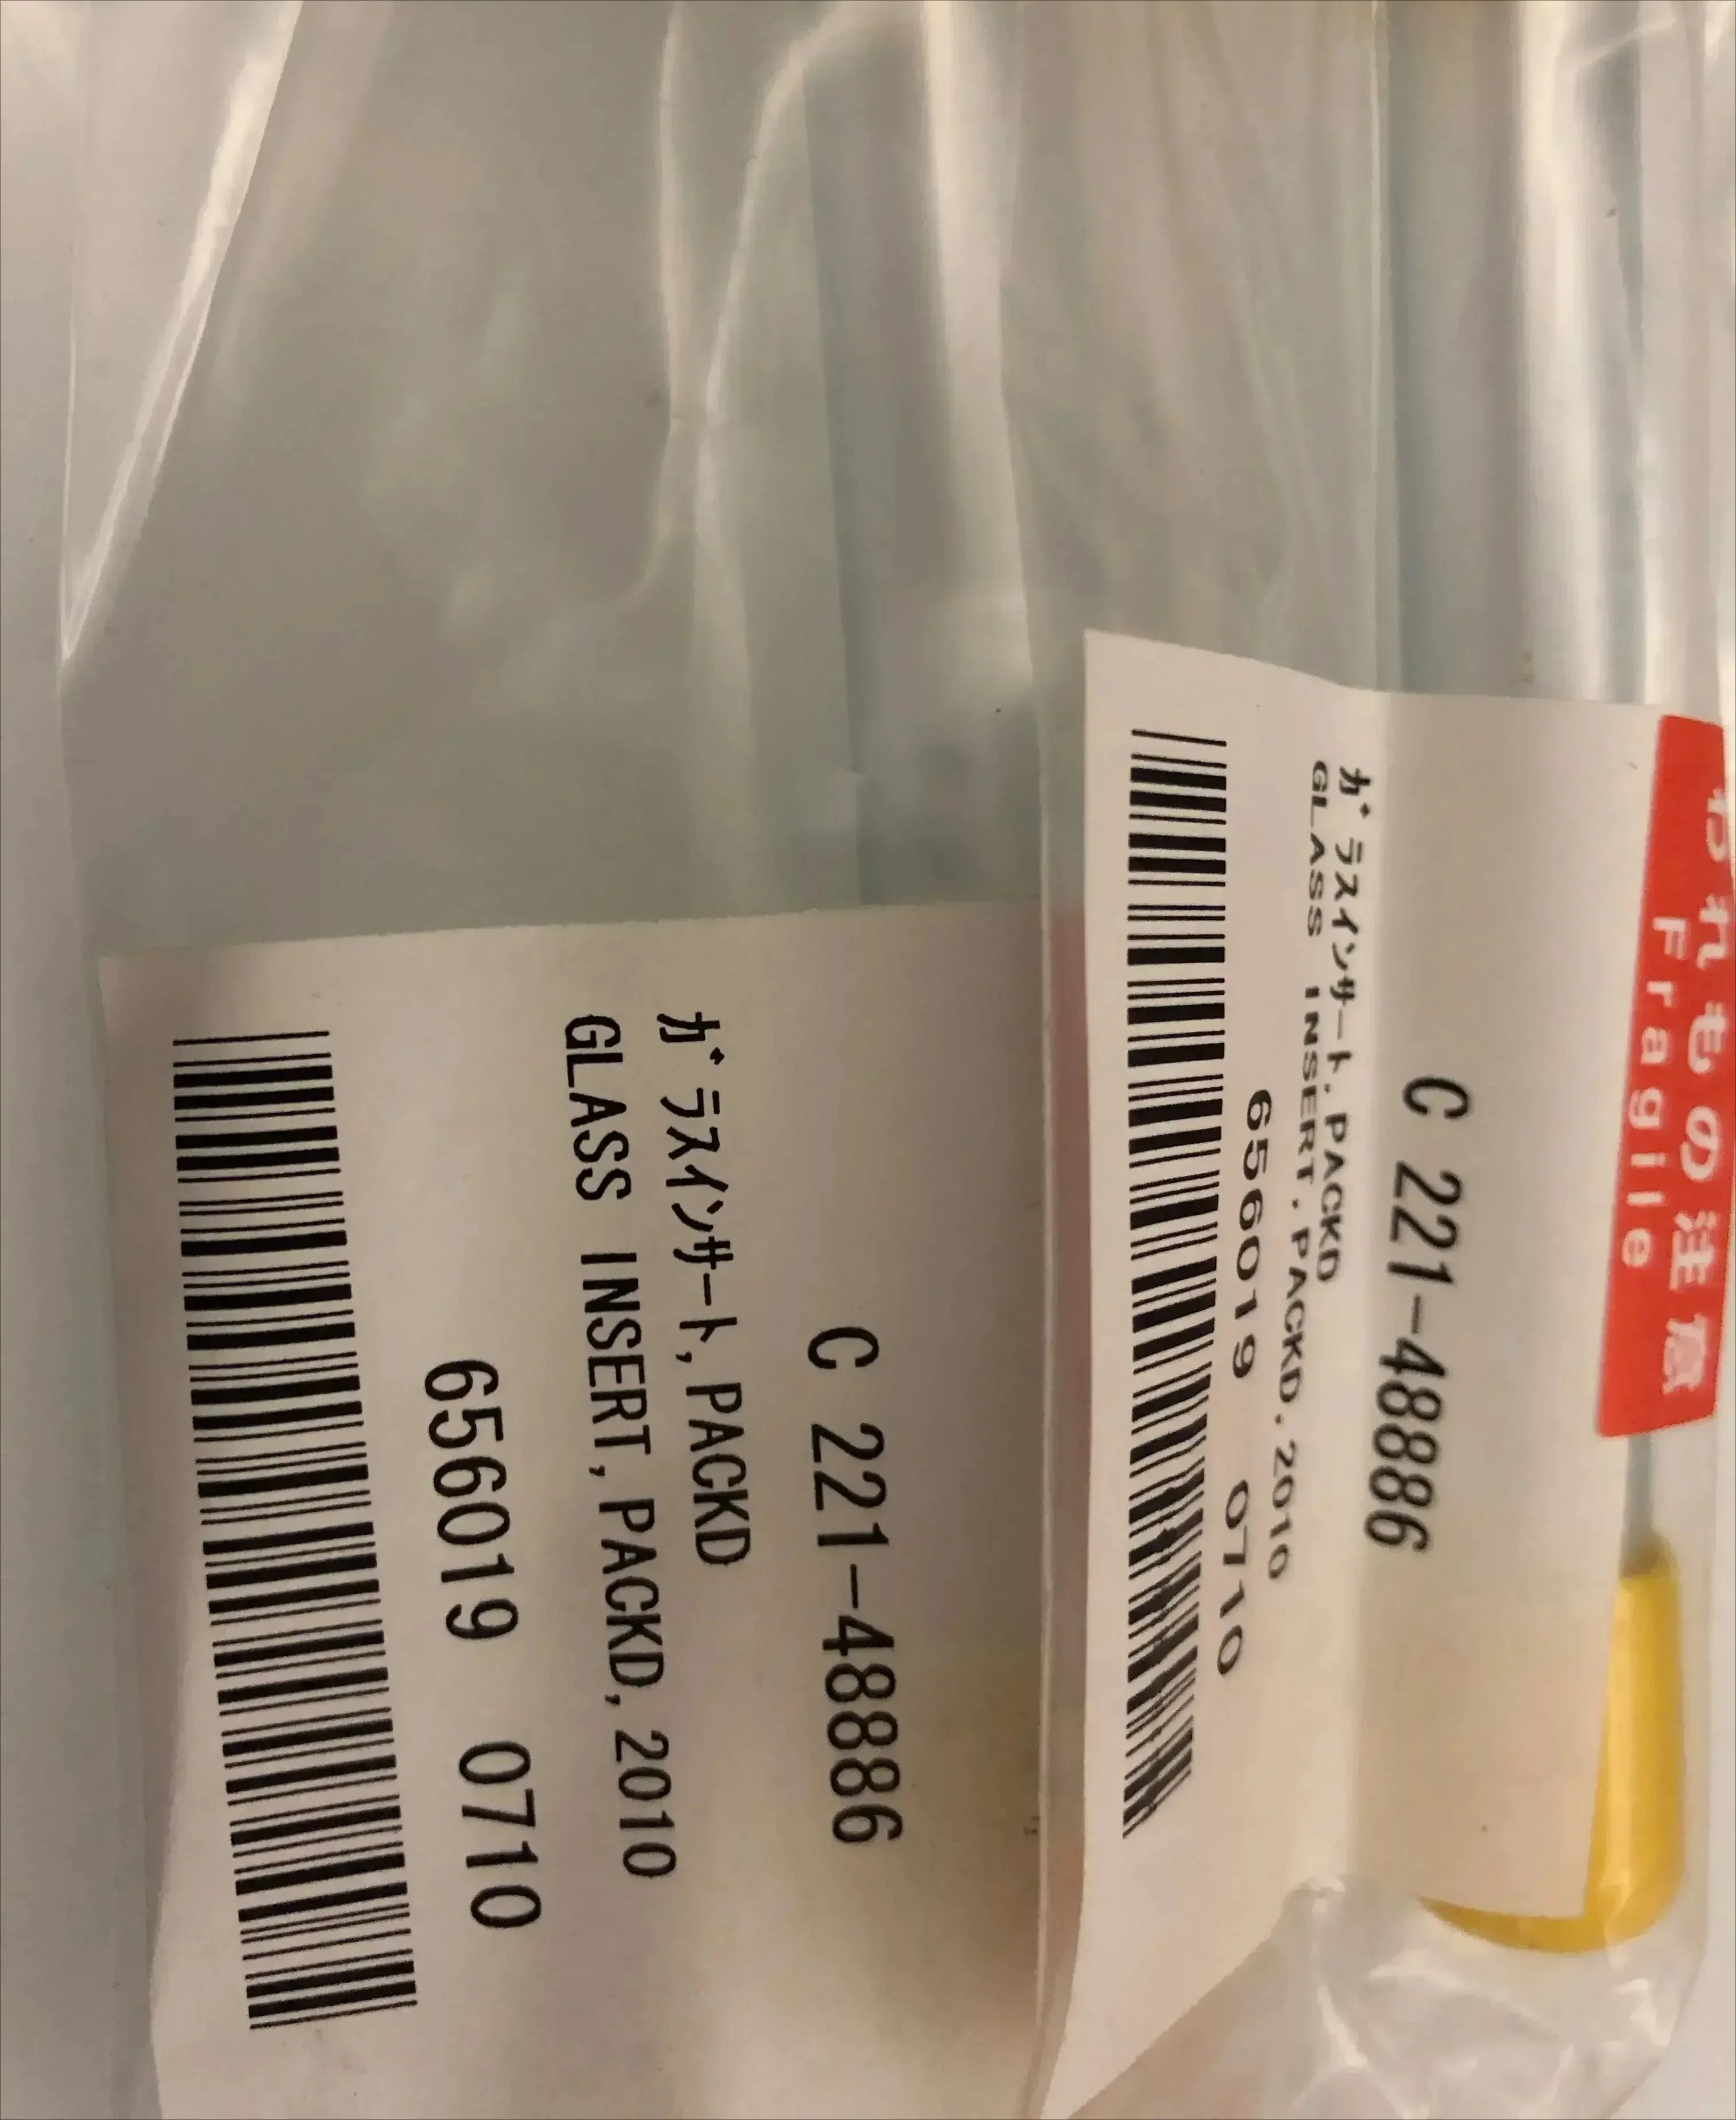 C 221-48886
ｶﾞﾗｽｲﾝｻｰﾄ, PACKD
GLASS INSERT, PACKD, 2010
656019 0710
われもの注意
Fragile
C 221-48886
ｶﾞﾗｽｲﾝｻｰﾄ, PACKD
GLASS INSERT, PACKD, 2010
656019 0710